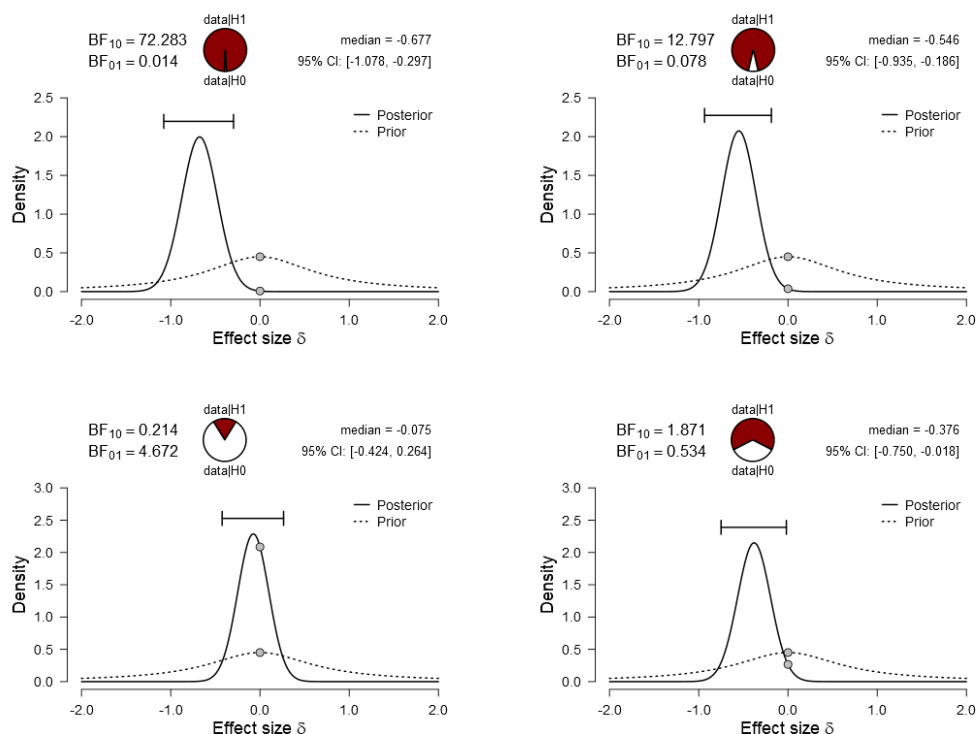 data|H1
BF10 = 72.283
BF01 = 0.014
median = -0.677
95% CI: [-1.078, -0.297]
data|H0
2.5
2.0
1.5
1.0
0.5
0.0
Density
Posterior
Prior
-2.0 -1.0 0.0 1.0 2.0
Effect size δ
data|H1
BF10 = 12.797
BF01 = 0.078
median = -0.546
95% CI: [-0.935, -0.186]
data|H0
2.5
2.0
1.5
1.0
0.5
0.0
Density
Posterior
Prior
-2.0 -1.0 0.0 1.0 2.0
Effect size δ
data|H1
BF10 = 0.214
BF01 = 4.672
median = -0.075
95% CI: [-0.424, 0.264]
data|H0
3.0
2.5
2.0
1.5
1.0
0.5
0.0
Density
Posterior
Prior
-2.0 -1.0 0.0 1.0 2.0
Effect size δ
data|H1
BF10 = 1.871
BF01 = 0.534
median = -0.376
95% CI: [-0.750, -0.018]
data|H0
3.0
2.5
2.0
1.5
1.0
0.5
0.0
Density
Posterior
Prior
-2.0 -1.0 0.0 1.0 2.0
Effect size δ